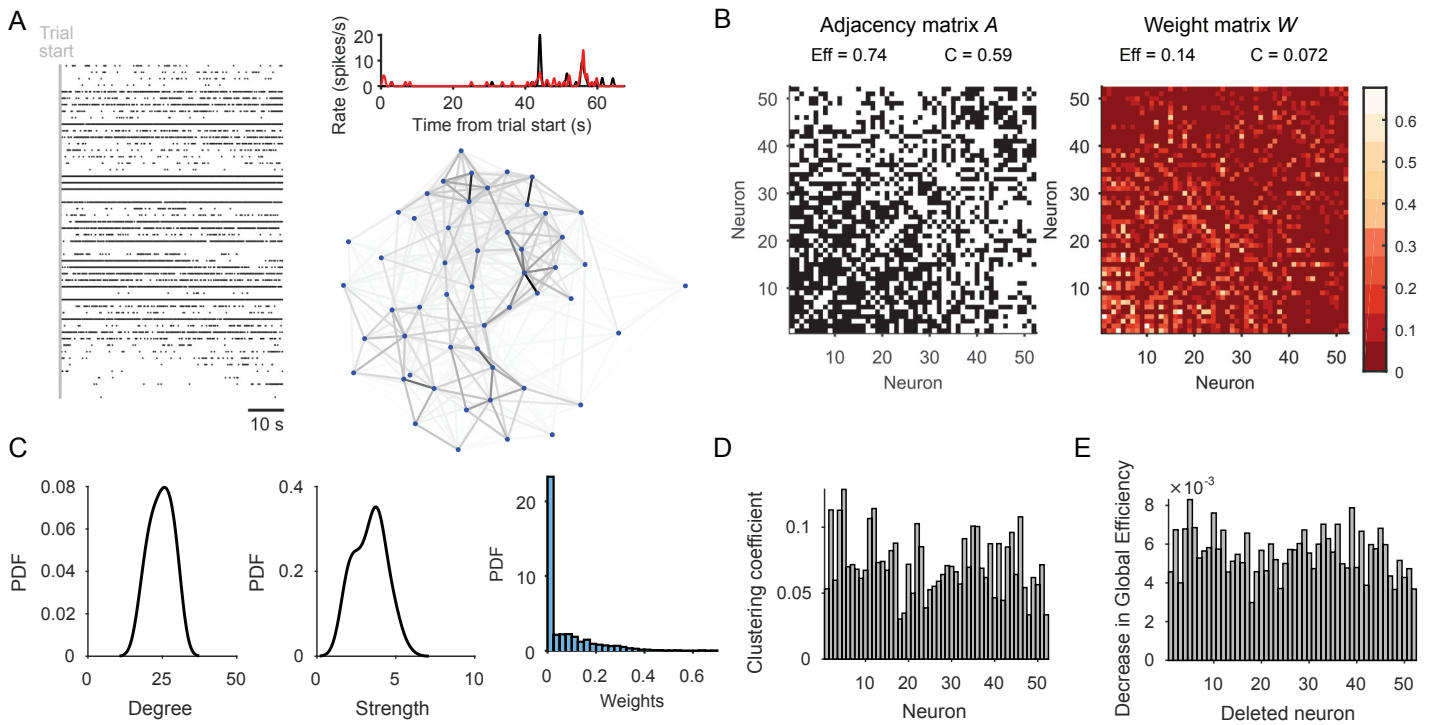 A
Trial
start
10 s
Rate (spikes/s)
20
10
0
0
20
40
60
Time from trial start (s)
B
Adjacency matrix A
Eff = 0.74
C = 0.59
Neuron
50
40
30
20
10
10
20
30
40
50
Neuron
Weight matrix W
Eff = 0.14
C = 0.072
Neuron
50
40
30
20
10
10
20
30
40
50
Neuron
0.6
0.5
0.4
0.3
0.2
0.1
0
C
PDF
0.08
0.06
0.04
0.02
0
0
25
50
Degree
PDF
0.4
0.2
0
0
5
10
Strength
PDF
20
10
0
0
0.2
0.4
0.6
Weights
D
Clustering coefficient
0.1
0.05
0
10
20
30
40
50
Neuron
E
Decrease in Global Efficiency
×10⁻³
8
6
4
2
0
10
20
30
40
50
Deleted neuron